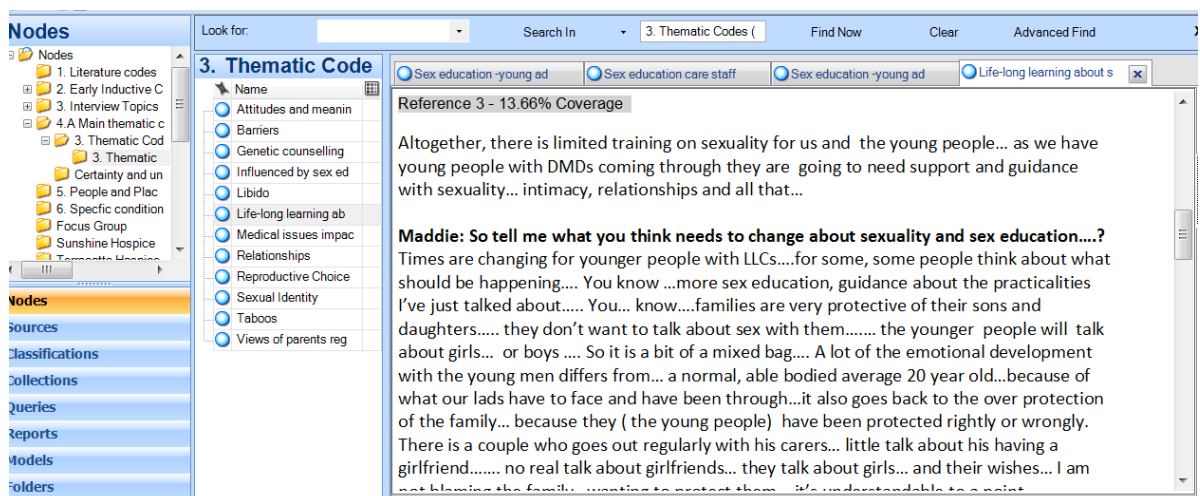 Nodes
Nodes
1. Literature codes
2. Early Inductive C
3. Interview Topics
4.A Main thematic c
3. Thematic Cod
3. Thematic
Certainty and un
5. People and Plac
6. Specfic condition
Focus Group
Sunshine Hospice
Nodes
Sources
Classifications
Collections
Queries
Reports
Models
Folders
Look for:
Search In
3. Thematic Codes (
Find Now
Clear
Advanced Find
3. Thematic Code
Name
Attitudes and meanin
Barriers
Genetic counselling
Influenced by sex ed
Libido
Life-long learning ab
Medical issues impac
Relationships
Reproductive Choice
Sexual Identity
Taboos
Views of parents reg
Sex education -young ad
Sex education care staff
Sex education -young ad
Life-long learning about s
Reference 3 - 13.66% Coverage
Altogether, there is limited training on sexuality for us and the young people... as we have
young people with DMDs coming through they are going to need support and guidance
with sexuality... intimacy, relationships and all that...
Maddie: So tell me what you think needs to change about sexuality and sex education....?
Times are changing for younger people with LLCs....for some, some people think about what
should be happening.... You know ...more sex education, guidance about the practicalities
I've just talked about..... You... know....families are very protective of their sons and
daughters..... they don't want to talk about sex with them....... the younger people will talk
about girls... or boys .... So it is a bit of a mixed bag.... A lot of the emotional development
with the young men differs from... a normal, able bodied average 20 year old...because of
what our lads have to face and have been through...it also goes back to the over protection
of the family... because they ( the young people) have been protected rightly or wrongly.
There is a couple who goes out regularly with his carers... little talk about his having a
girlfriend....... no real talk about girlfriends... they talk about girls... and their wishes... I am
not blaming the family...wanting to protect them...it's understandable to a point